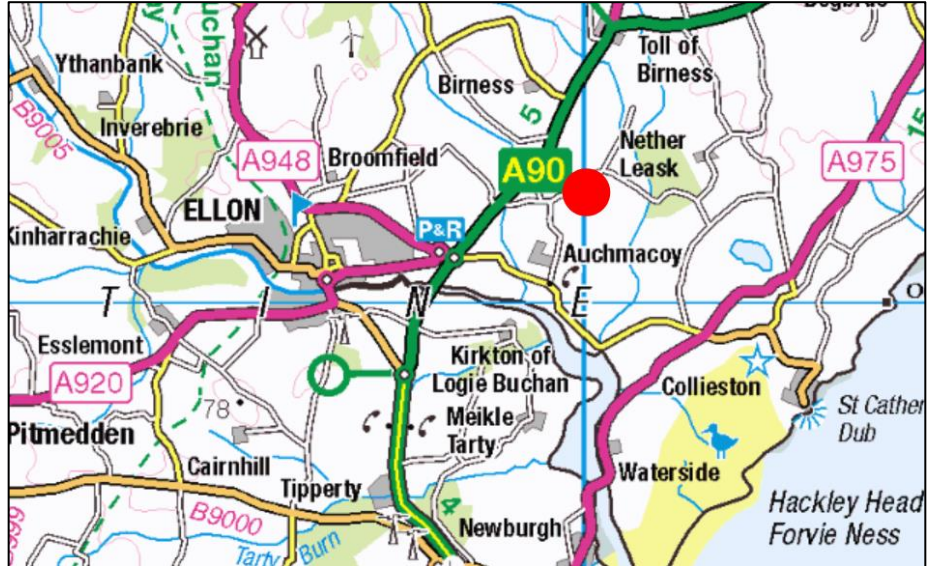 Toll of
Birness
Ythanbank
Birness
B9005
5
Inverebrie
Nether
Leask
A948
Broomfield
A90
A975
15
ELLON
P&R
Kinharrachie
Auchmacoy
T I N E
Esslemont
Kirkton of
Logie Buchan
A920
Collieston
78
Meikle
Tarty
St Cather
Dub
Pitmedden
Cairnhill
Waterside
Tipperty
4
Hackley Head
Forvie Ness
B9000
Newburgh
Tarty Burn